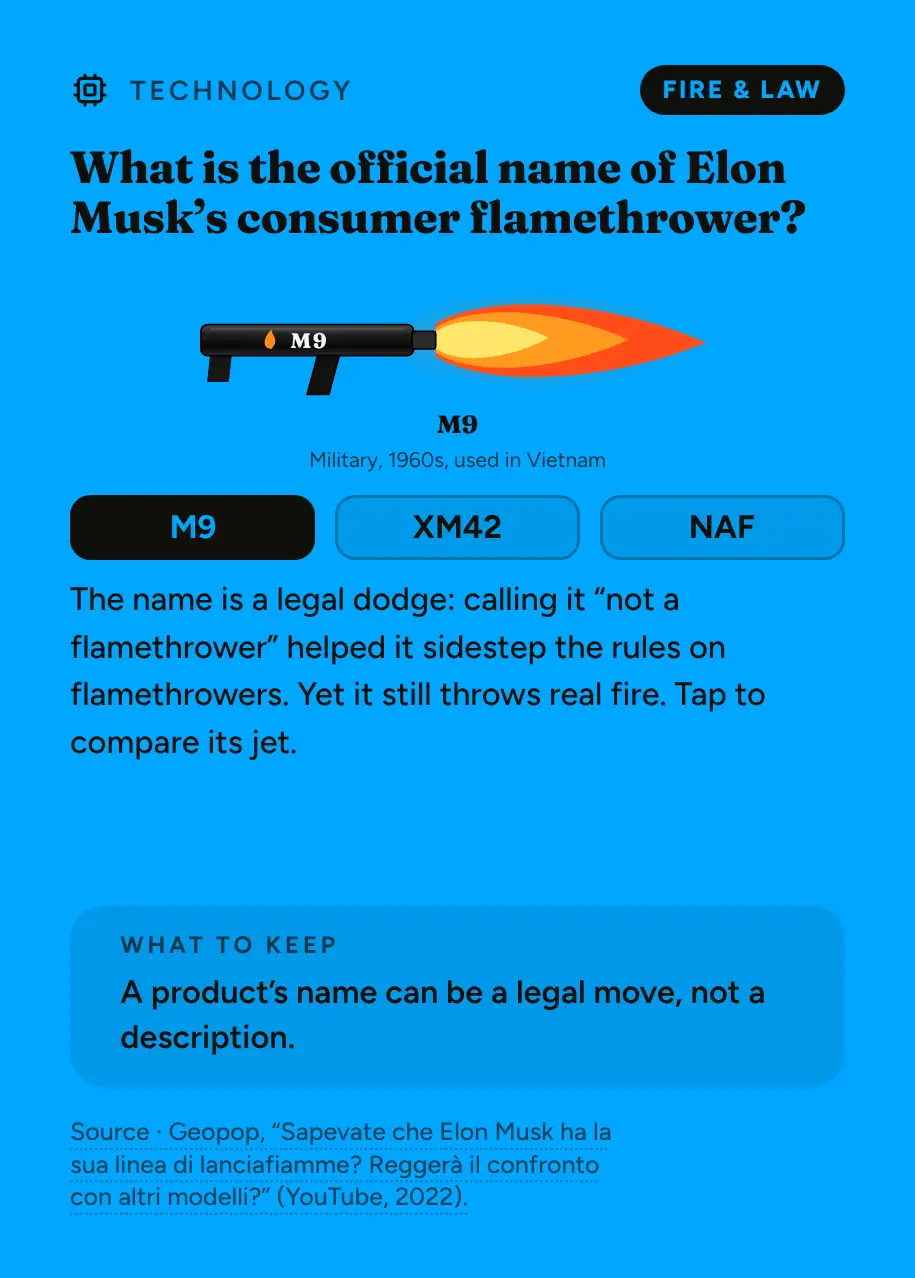 TECHNOLOGY
FIRE & LAW
What is the official name of Elon
Musk’s consumer flamethrower?
M9
M9
Military, 1960s, used in Vietnam
M9
XM42
NAF
The name is a legal dodge: calling it “not a
flamethrower” helped it sidestep the rules on
flamethrowers. Yet it still throws real fire. Tap to
compare its jet.
WHAT TO KEEP
A product’s name can be a legal move, not a
description.
Source · Geopop, “Sapevate che Elon Musk ha la
sua linea di lanciafiamme? Reggerà il confronto
con altri modelli?” (YouTube, 2022).